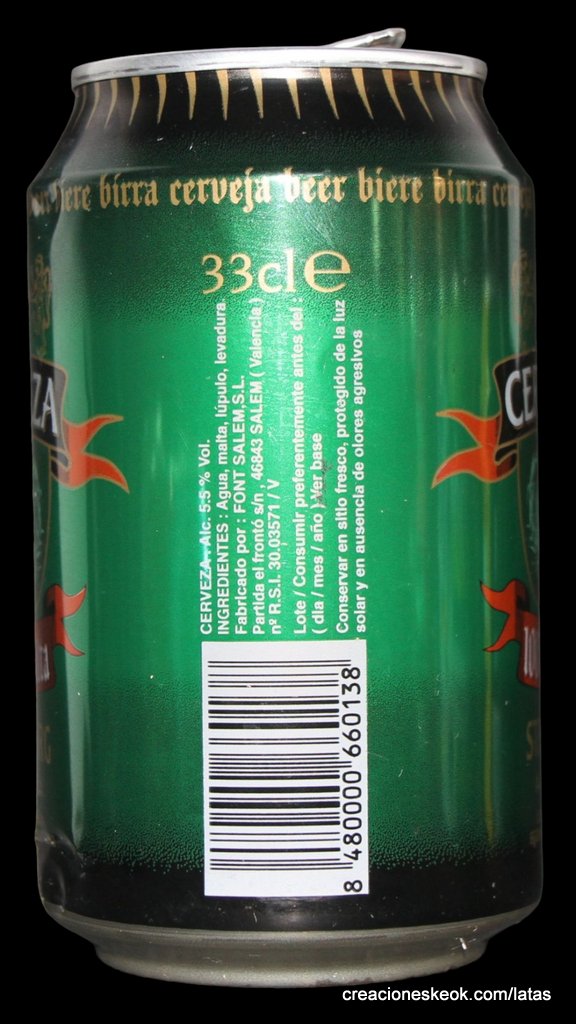 biere birra cerveja beer biere birra
33cl e
CERVEZA. Alc. 5.5 % Vol.
INGREDIENTES : Agua, malta, lúpulo, levadura
Fabricado por : FONT SALEM,S.L.
Partida el frontó s/n , 46843 SALEM ( Valencia )
nº R.S.I. 30.03571 / V
Lote / Consumir preferentemente antes del :
( día / mes / año ) Ver base
Conservar en sitio fresco, protegido de la luz
solar y en ausencia de olores agresivos
8 480000 660138
creacioneskeok.com/latas